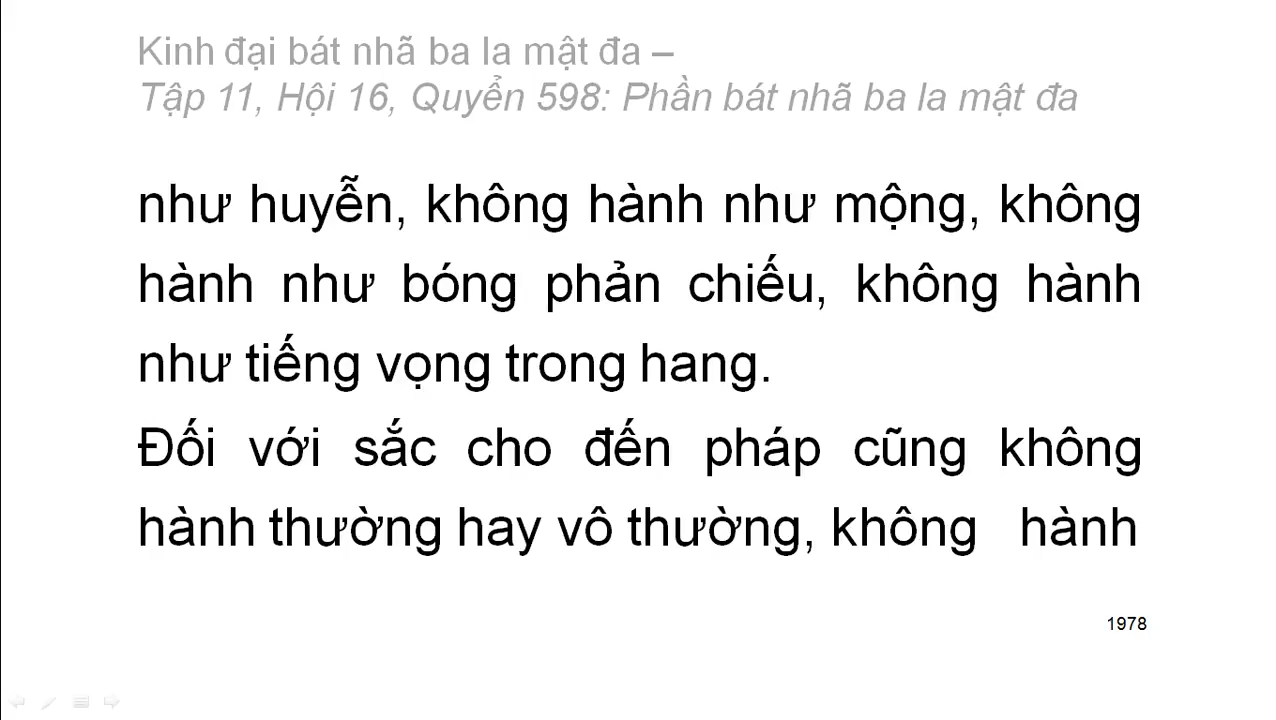 Kinh đại bát nhã ba la mật đa –
Tập 11, Hội 16, Quyển 598: Phần bát nhã ba la mật đa
như huyễn, không hành như mộng, không
hành như bóng phản chiếu, không hành
như tiếng vọng trong hang.
Đối với sắc cho đến pháp cũng không
hành thường hay vô thường, không hành
1978